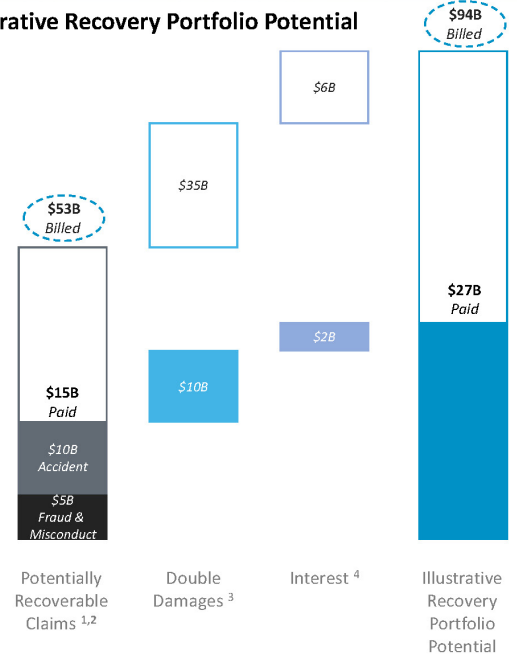 rative Recovery Portfolio Potential
$94B
Billed
$6B
$35B
$53B
Billed
$27B
Paid
$2B
$15B
Paid
$10B
$10B
Accident
$5B
Fraud &
Misconduct
Potentially
Recoverable
Claims 1,2
Double
Damages 3
Interest 4
Illustrative
Recovery
Portfolio
Potential